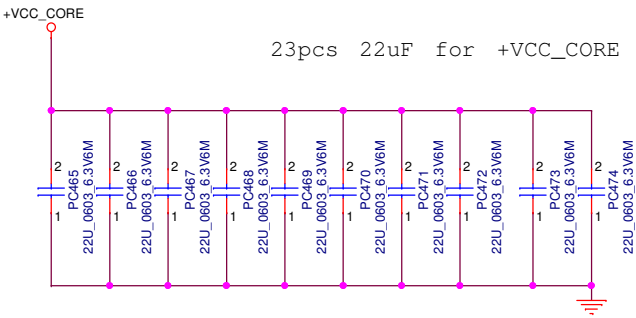 +VCC_CORE
23pcs 22uF for +VCC_CORE
2
1
PC465
22U_0603_6.3V6M
2
1
PC466
22U_0603_6.3V6M
2
1
PC467
22U_0603_6.3V6M
2
1
PC468
22U_0603_6.3V6M
2
1
PC469
22U_0603_6.3V6M
2
1
PC470
22U_0603_6.3V6M
2
1
PC471
22U_0603_6.3V6M
2
1
PC472
22U_0603_6.3V6M
2
1
PC473
22U_0603_6.3V6M
2
1
PC474
22U_0603_6.3V6M